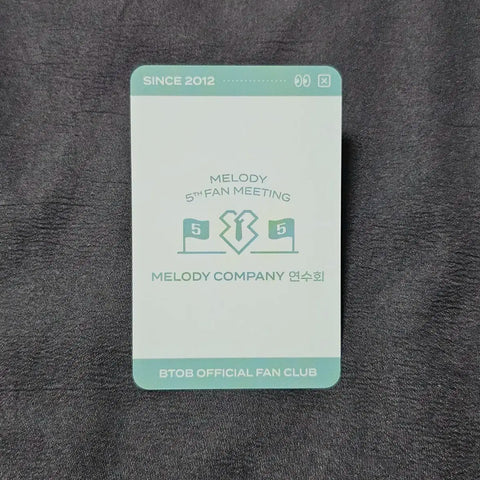 SINCE 2012
MELODY
5TH FAN MEETING
5 5
MELODY COMPANY 연수회
BTOB OFFICIAL FAN CLUB